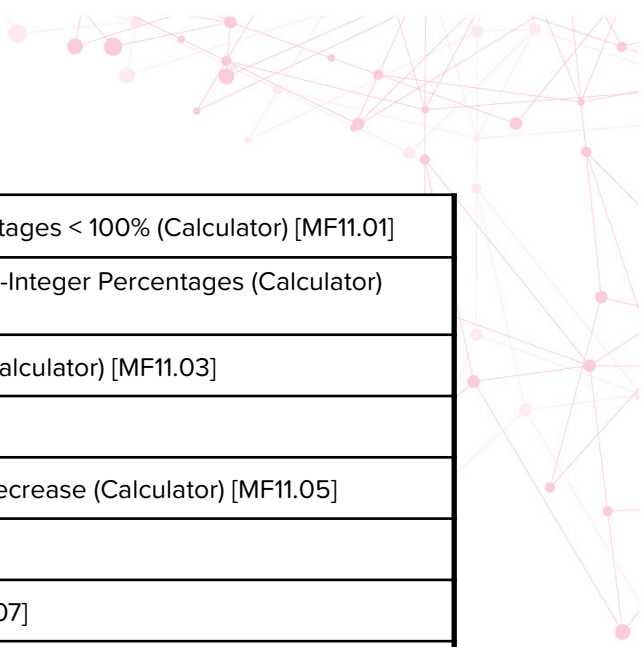 tages < 100% (Calculator) [MF11.01]
-Integer Percentages (Calculator)
alculator) [MF11.03]
ecrease (Calculator) [MF11.05]
07]